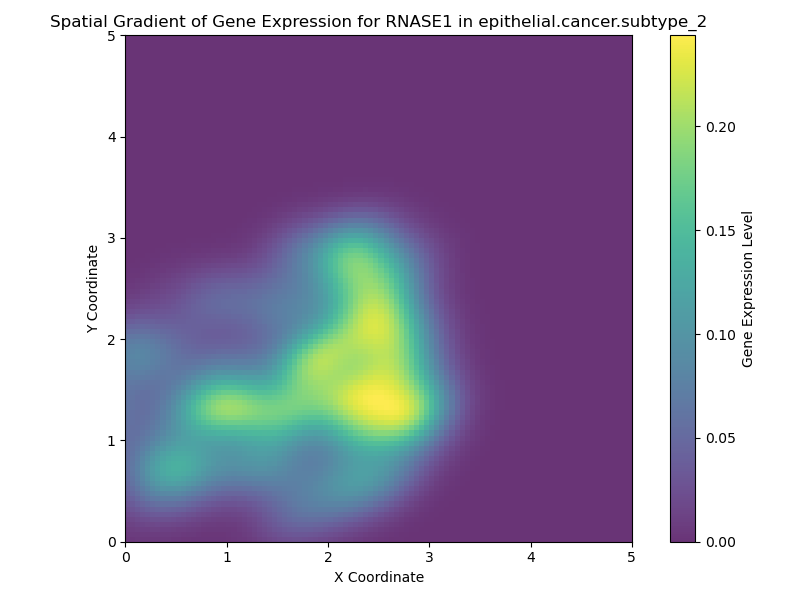 Spatial Gradient of Gene Expression for RNASE1 in epithelial.cancer.subtype_2
5
4
3
2
1
0
Y Coordinate
0 1 2 3 4 5
X Coordinate
0.20
0.15
0.10
0.05
0.00
Gene Expression Level